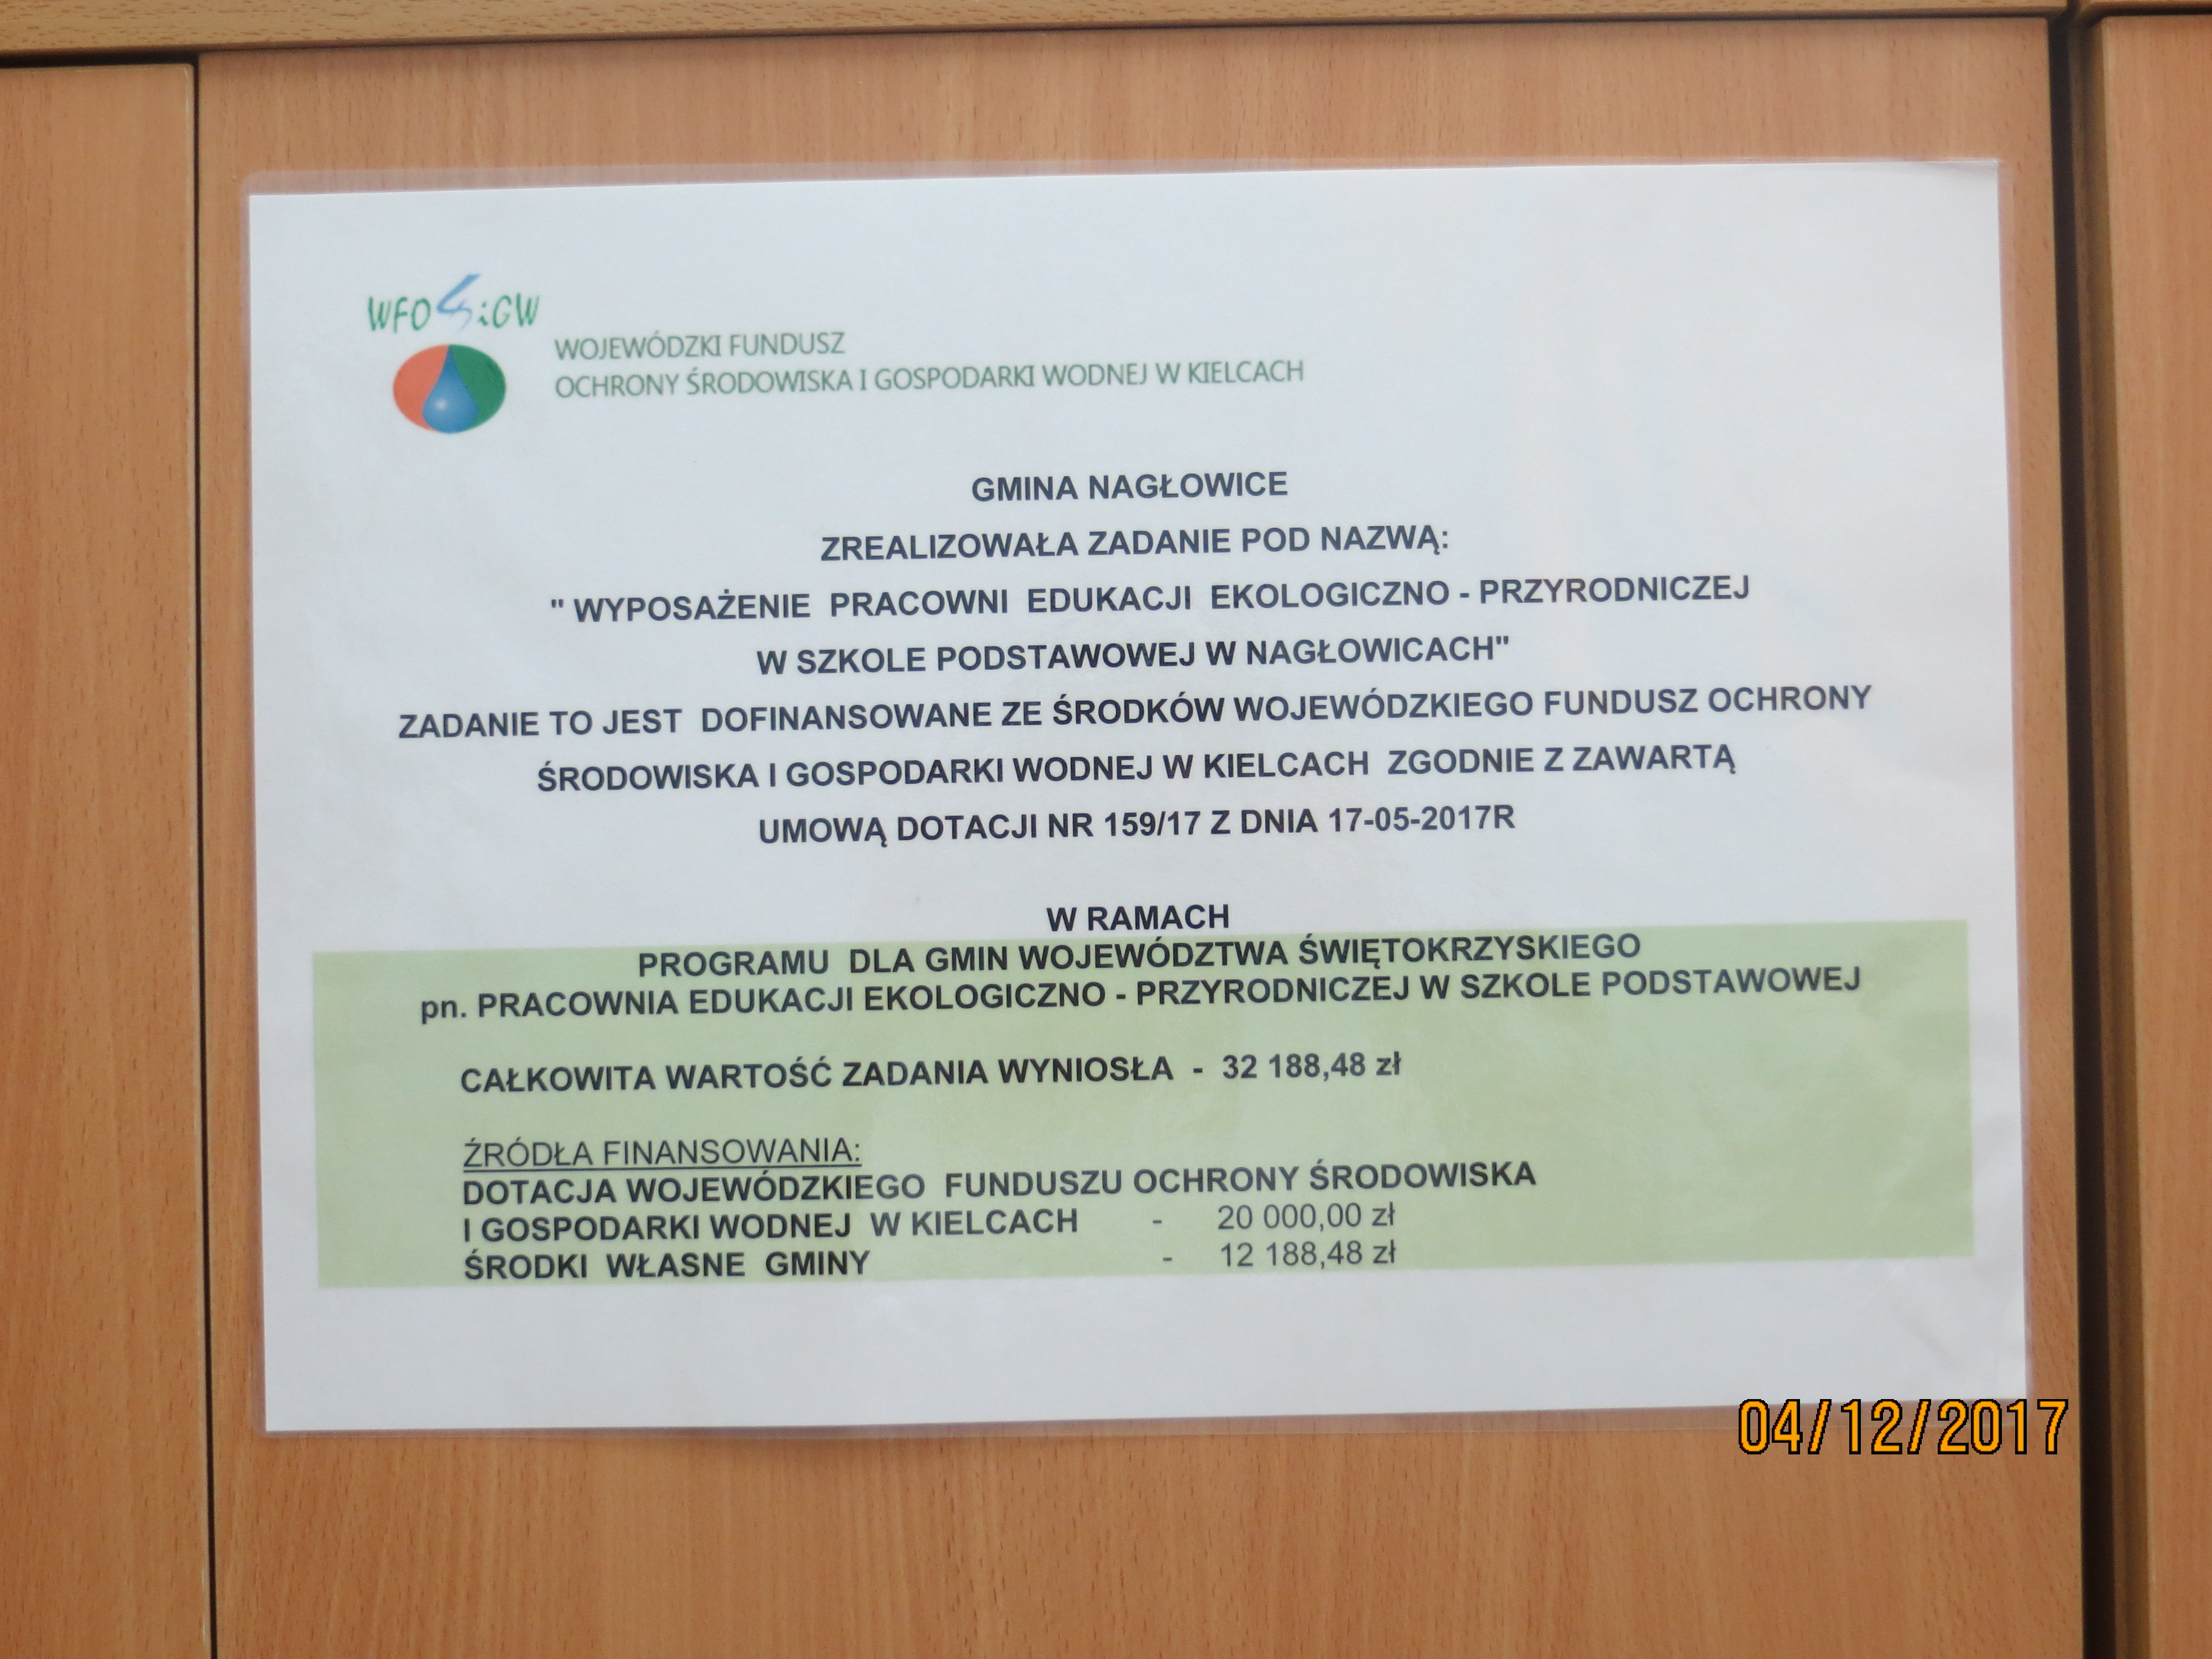 WFOŚiGW
WOJEWÓDZKI FUNDUSZ
OCHRONY ŚRODOWISKA I GOSPODARKI WODNEJ W KIELCACH
GMINA NAGŁOWICE
ZREALIZOWAŁA ZADANIE POD NAZWĄ:
" WYPOSAŻENIE PRACOWNI EDUKACJI EKOLOGICZNO - PRZYRODNICZEJ
W SZKOLE PODSTAWOWEJ W NAGŁOWICACH"
ZADANIE TO JEST DOFINANSOWANE ZE ŚRODKÓW WOJEWÓDZKIEGO FUNDUSZ OCHRONY
ŚRODOWISKA I GOSPODARKI WODNEJ W KIELCACH ZGODNIE Z ZAWARTĄ
UMOWĄ DOTACJI NR 159/17 Z DNIA 17-05-2017R
W RAMACH
PROGRAMU DLA GMIN WOJEWÓDZTWA ŚWIĘTOKRZYSKIEGO
pn. PRACOWNIA EDUKACJI EKOLOGICZNO - PRZYRODNICZEJ W SZKOLE PODSTAWOWEJ
CAŁKOWITA WARTOŚĆ ZADANIA WYNIOSŁA - 32 188,48 zł
ŹRÓDŁA FINANSOWANIA:
DOTACJA WOJEWÓDZKIEGO FUNDUSZU OCHRONY ŚRODOWISKA
I GOSPODARKI WODNEJ W KIELCACH - 20 000,00 zł
ŚRODKI WŁASNE GMINY - 12 188,48 zł
04/12/2017